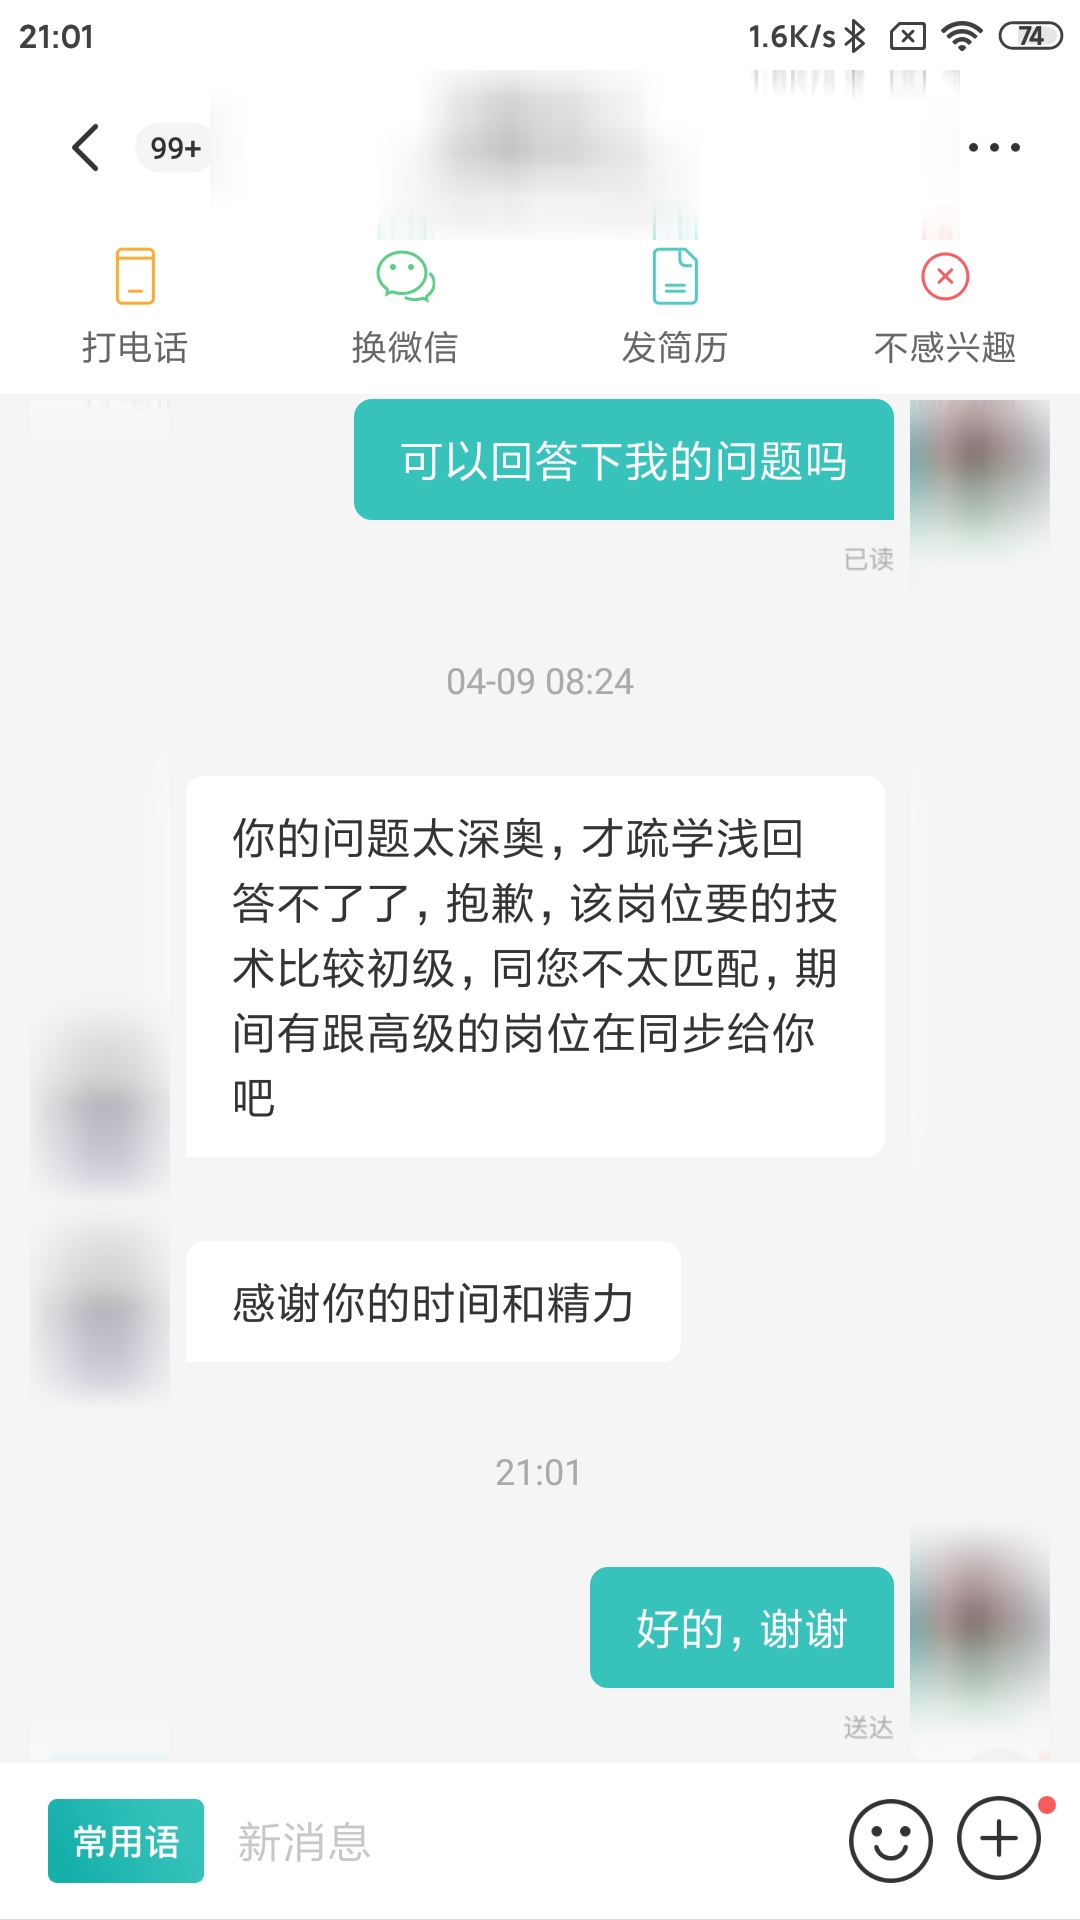 21:01 1.6K/s 74
99+
打电话 换微信 发简历 不感兴趣
可以回答下我的问题吗
已读
04-09 08:24
你的问题太深奥，才疏学浅回
答不了了，抱歉，该岗位要的技
术比较初级，同您不太匹配，期
间有跟高级的岗位在同步给你
吧
感谢你的时间和精力
21:01
好的，谢谢
送达
常用语 新消息